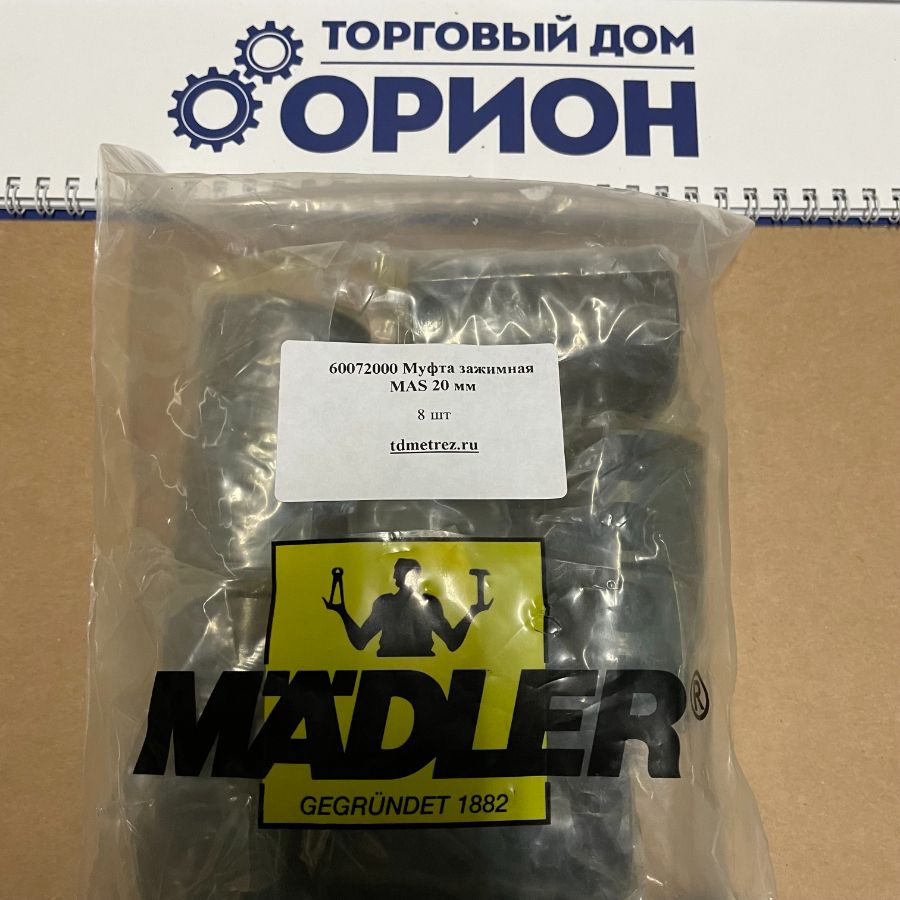 ТОРГОВЫЙ ДОМ
ОРИОН
60072000 Муфта зажимная
MAS 20 мм
8 шт
tdmetrez.ru
MÄDLER®
GEGRÜNDET 1882